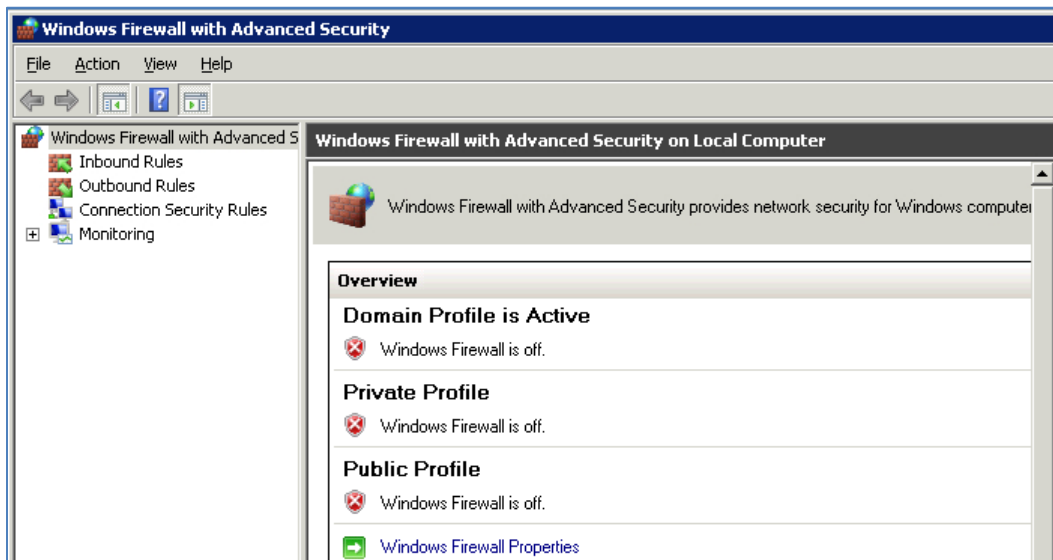 Windows Firewall with Advanced Security
File Action View Help
Windows Firewall with Advanced S
Inbound Rules
Outbound Rules
Connection Security Rules
Monitoring
Windows Firewall with Advanced Security on Local Computer
Windows Firewall with Advanced Security provides network security for Windows computer
Overview
Domain Profile is Active
Windows Firewall is off.
Private Profile
Windows Firewall is off.
Public Profile
Windows Firewall is off.
Windows Firewall Properties